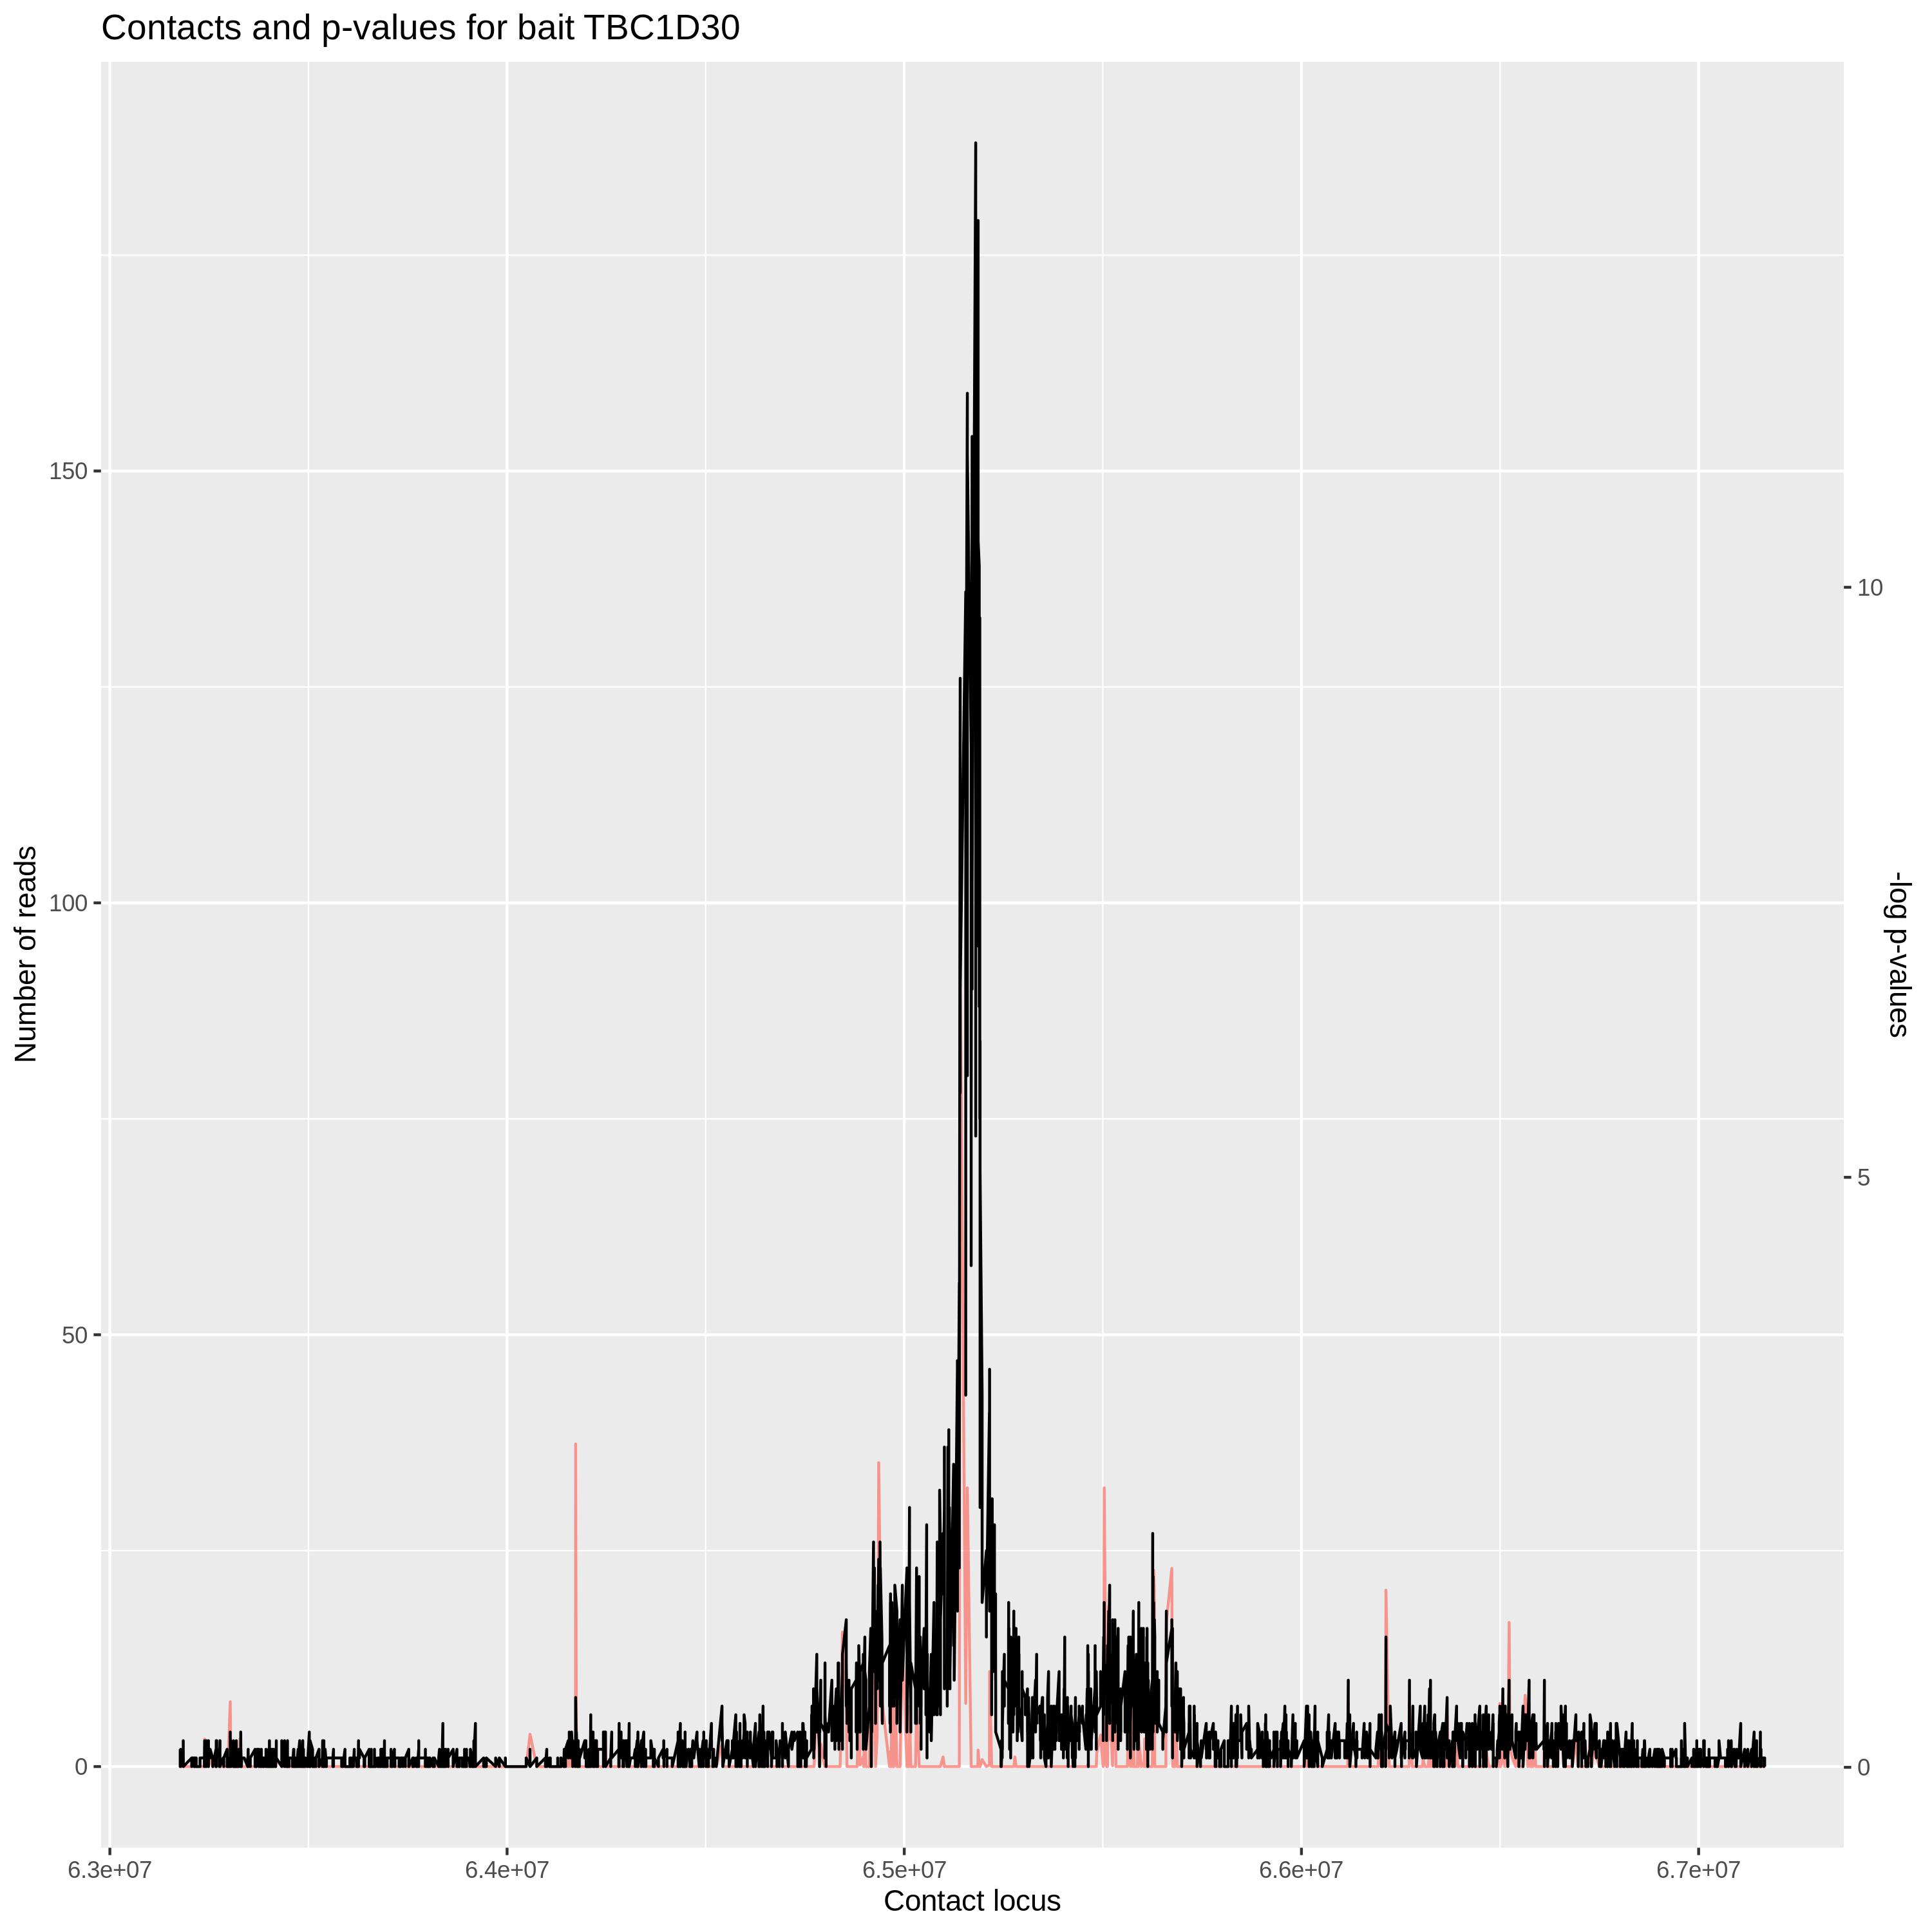 Contacts and p-values for bait TBC1D30
Number of reads
150
100
50
0
10
5
0
-log p-values
6.3e+07 6.4e+07 6.5e+07 6.6e+07 6.7e+07
Contact locus